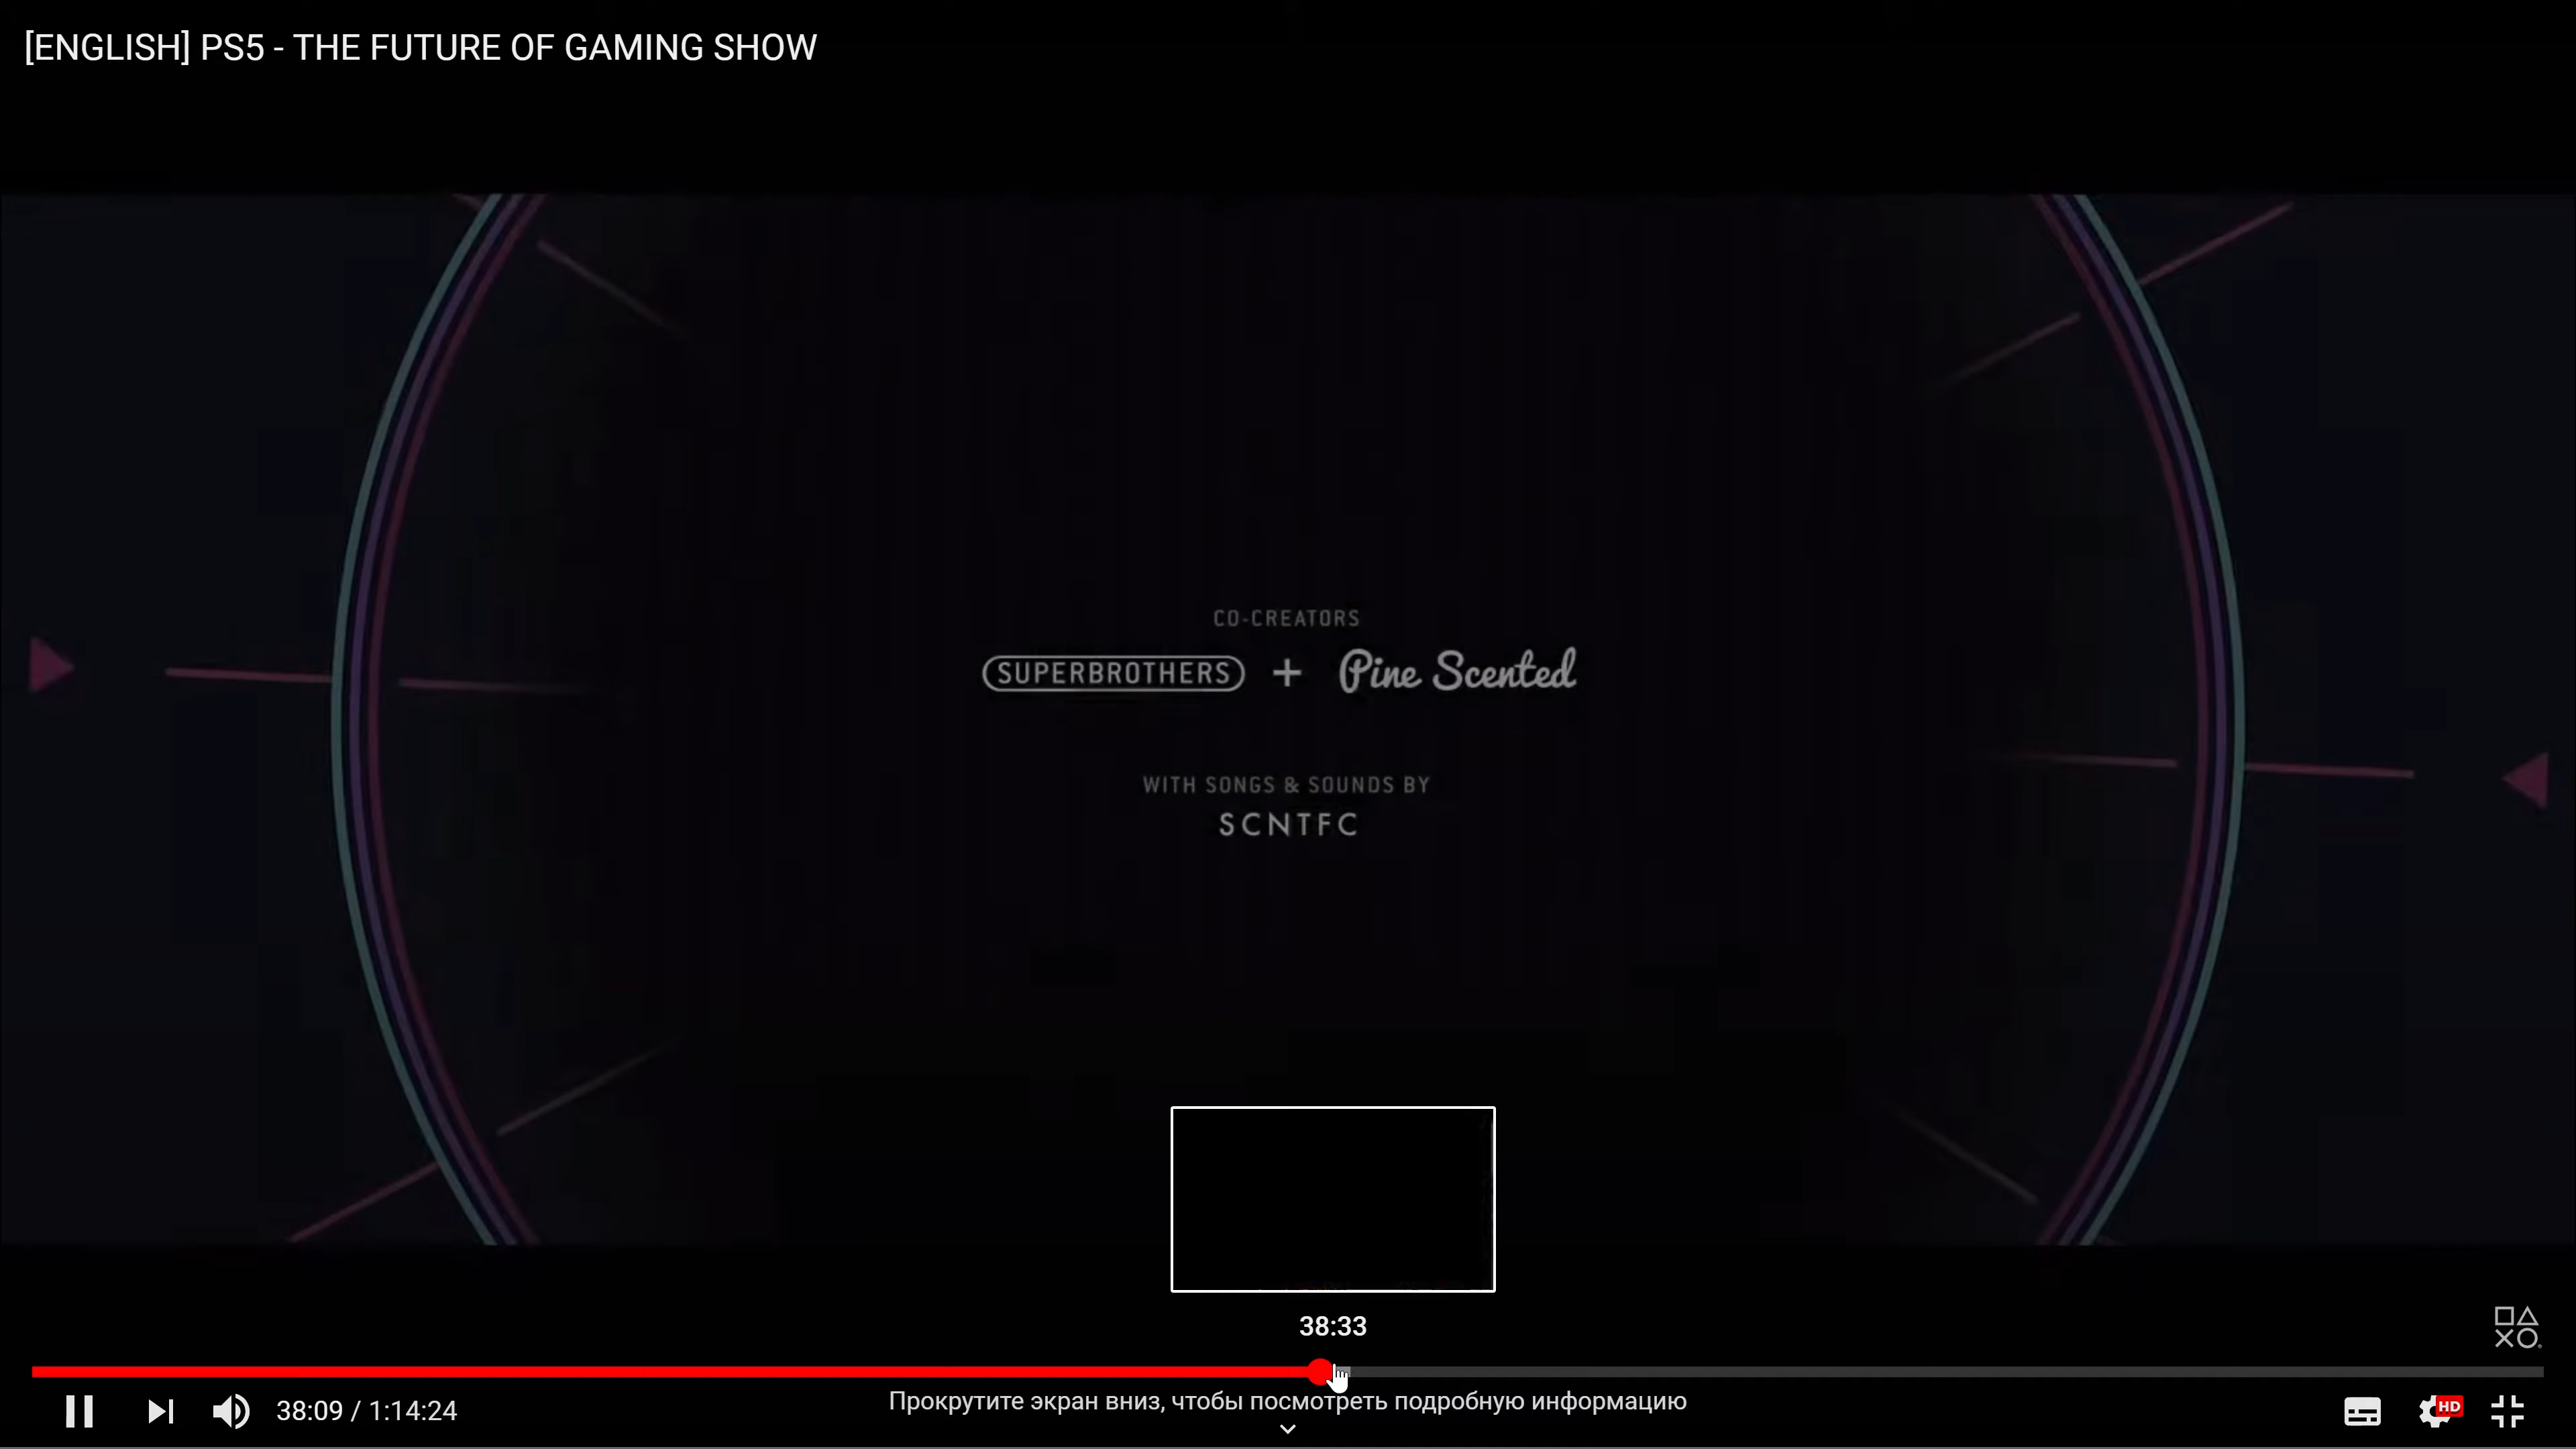 [ENGLISH] PS5 - THE FUTURE OF GAMING SHOW
CO-CREATORS
SUPERBROTHERS + Pine Scented
WITH SONGS & SOUNDS BY
SCNTFC
38:33
38:09 / 1:14:24
Прокрутите экран вниз, чтобы посмотреть подробную информацию
HD